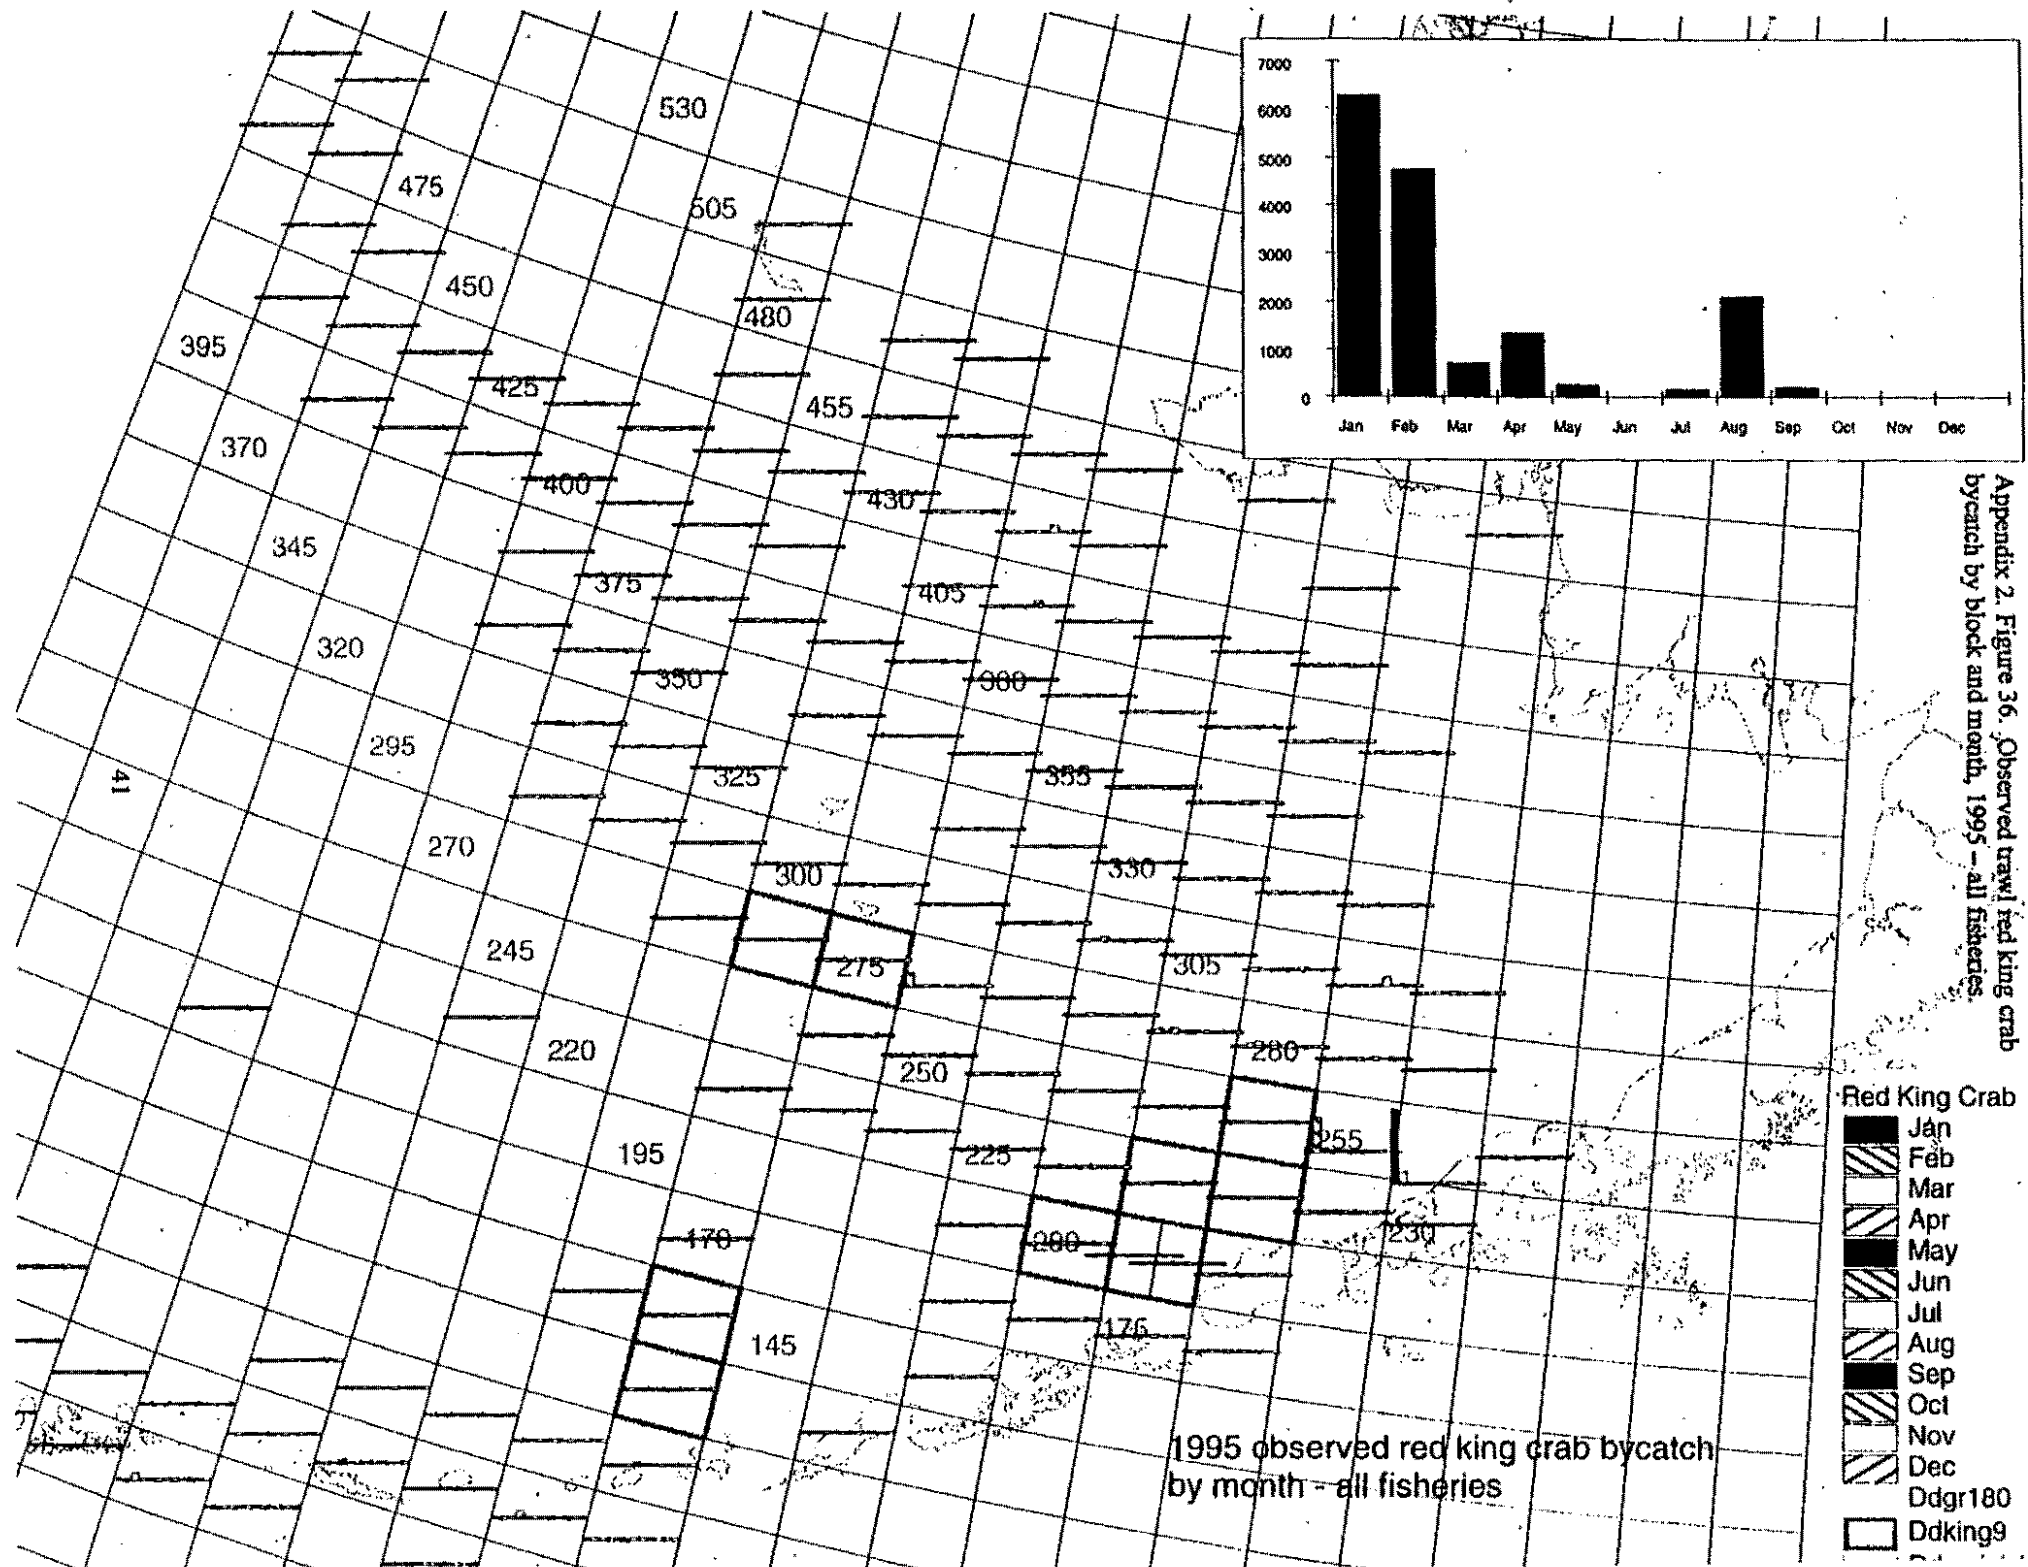 530
475
505
450
480
395
425
455
370
400
430
345
375
405
320
350
380
295
325
355
270
300
330
245
275
305
220
250
280
195
225
255
170
200
230
145
175
41
7000
6000
5000
4000
3000
2000
1000
0
Jan Feb Mar Apr May Jun Jul Aug Sep Oct Nov Dec
Appendix 2. Figure 36. Observed trawl red king crab
bycatch by block and month, 1995 – all fisheries.
1995 observed red king crab bycatch
by month - all fisheries
Red King Crab
Jan
Feb
Mar
Apr
May
Jun
Jul
Aug
Sep
Oct
Nov
Dec
Ddgr180
Ddking9